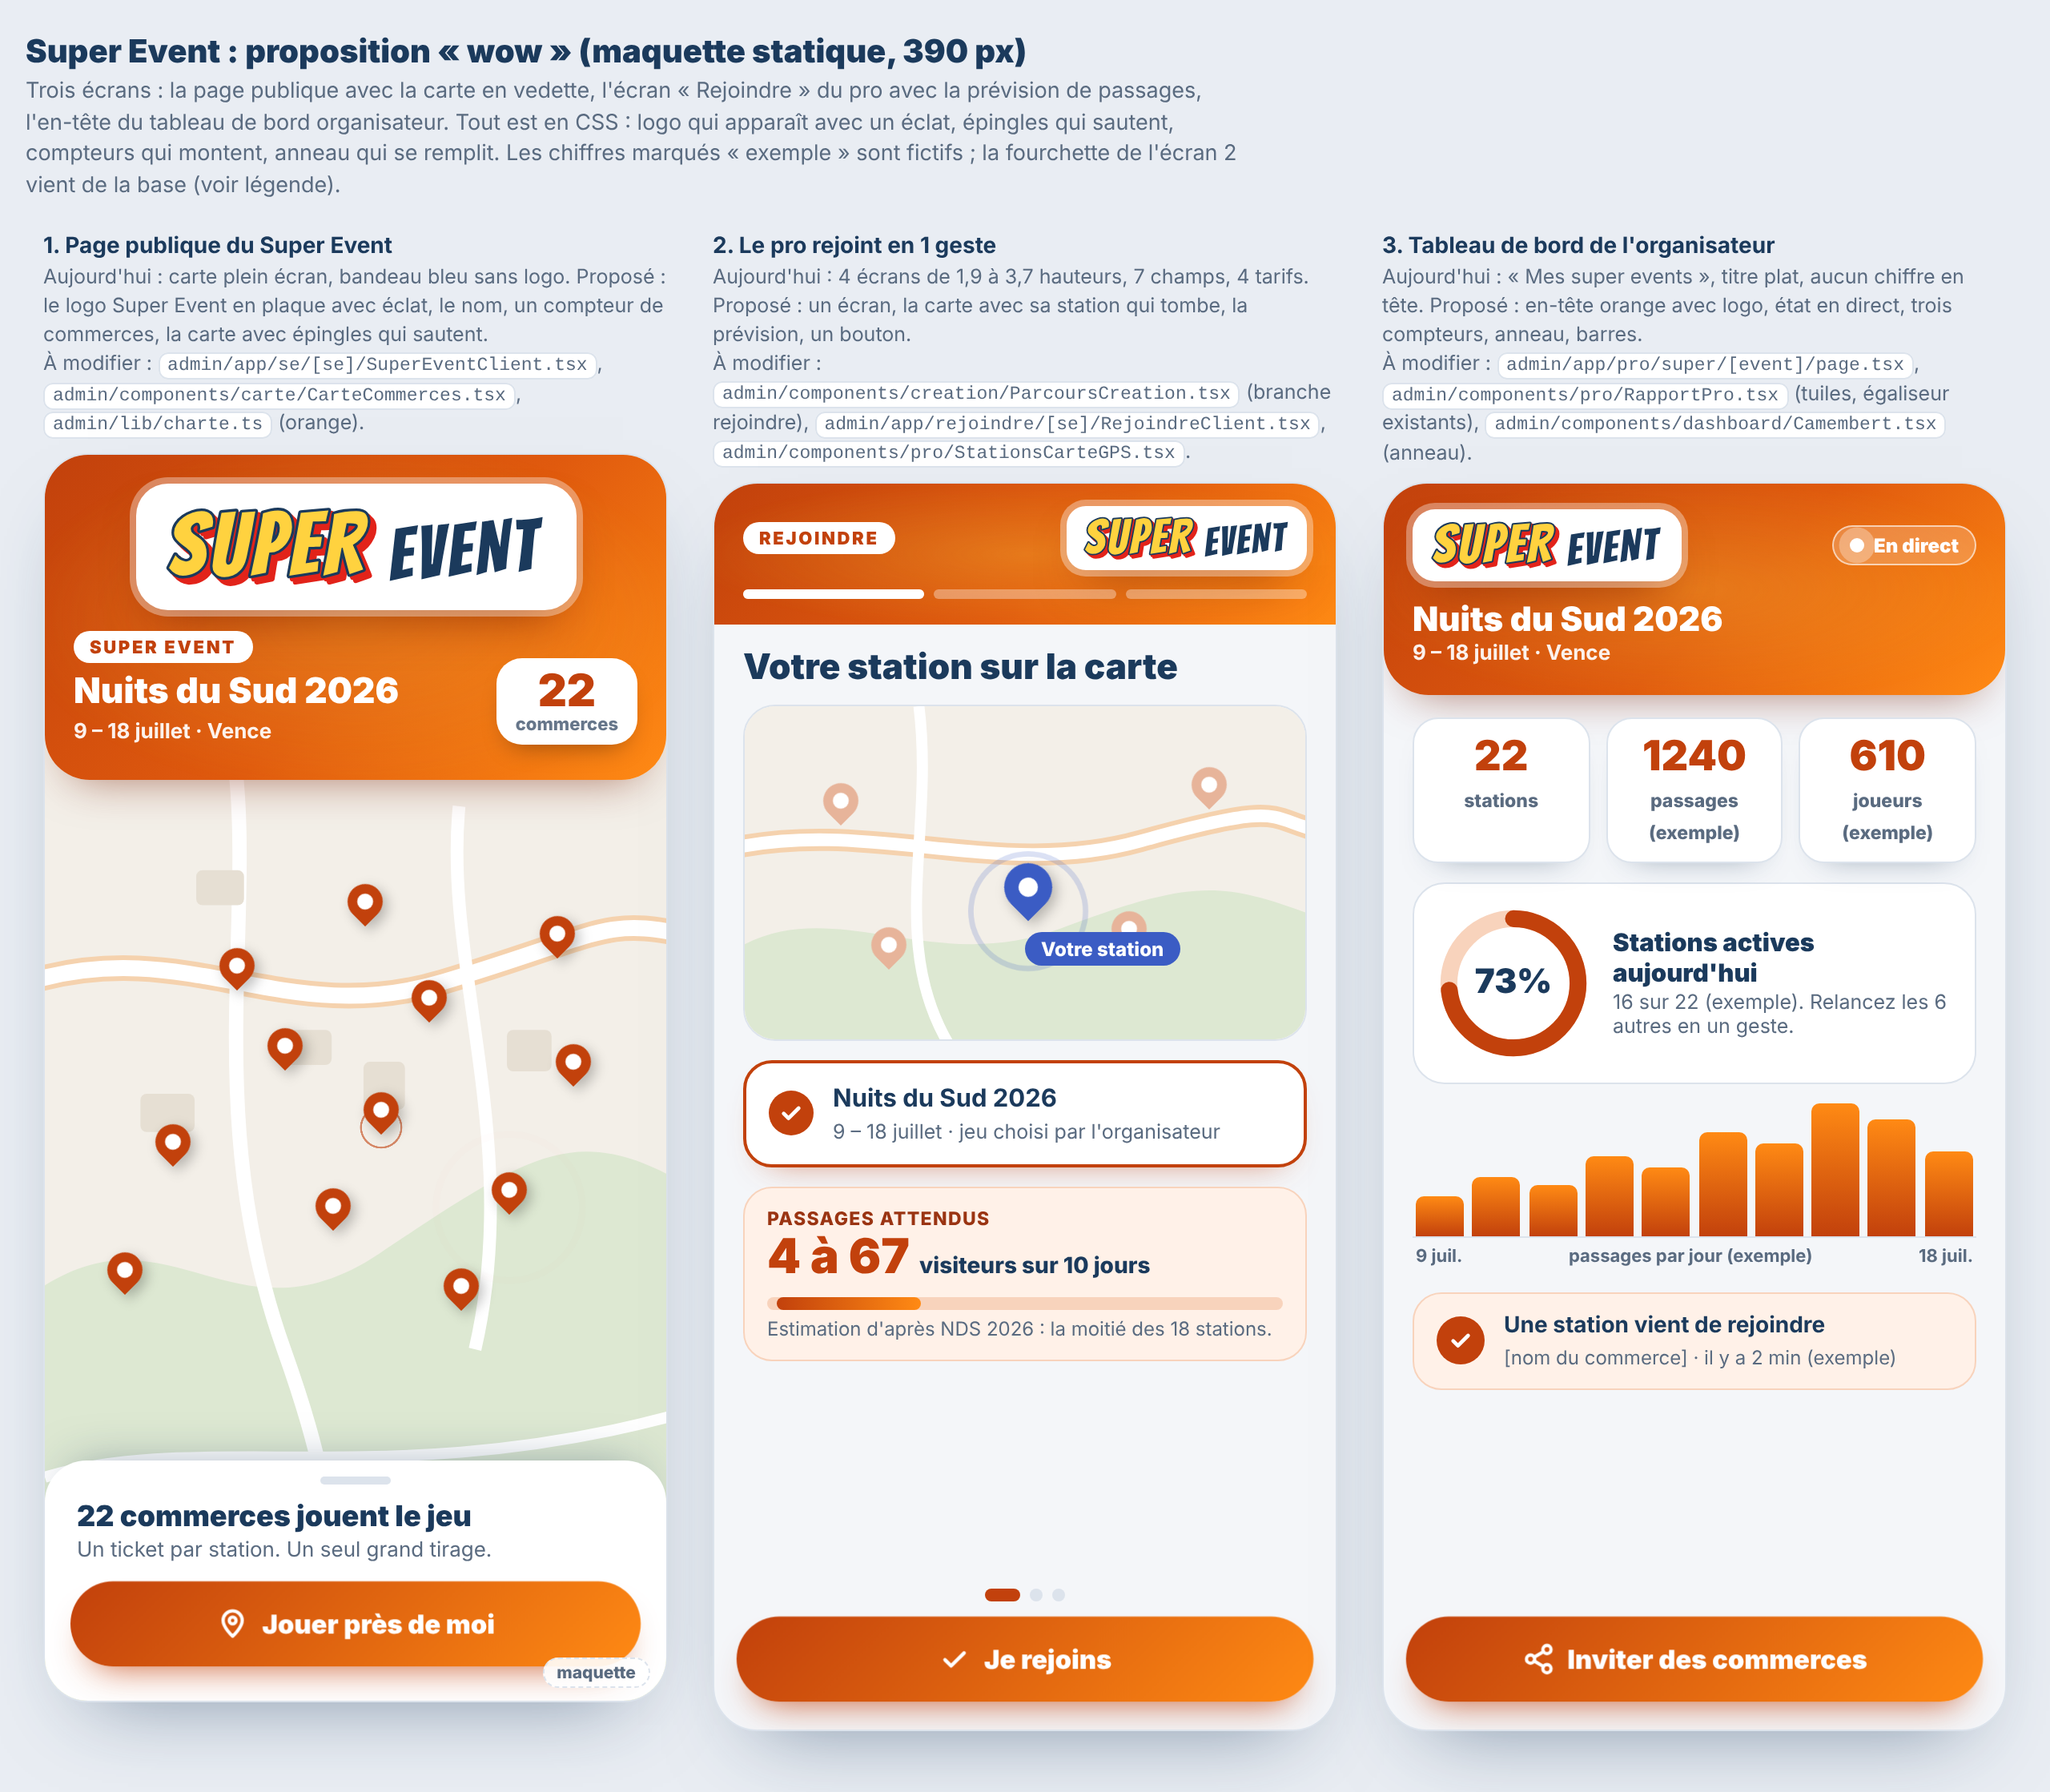 Super Event : proposition « wow » (maquette statique, 390 px)
Trois écrans : la page publique avec la carte en vedette, l'écran « Rejoindre » du pro avec la prévision de passages,
l'en-tête du tableau de bord organisateur. Tout est en CSS : logo qui apparaît avec un éclat, épingles qui sautent,
compteurs qui montent, anneau qui se remplit. Les chiffres marqués « exemple » sont fictifs ; la fourchette de l'écran 2
vient de la base (voir légende).
1. Page publique du Super Event
Aujourd'hui : carte plein écran, bandeau bleu sans logo. Proposé :
le logo Super Event en plaque avec éclat, le nom, un compteur de
commerces, la carte avec épingles qui sautent.
À modifier : admin/app/se/[se]/SuperEventClient.tsx,
admin/components/carte/CarteCommerces.tsx,
admin/lib/charte.ts (orange).
SUPER EVENT
SUPER EVENT
Nuits du Sud 2026
9 – 18 juillet · Vence
22
commerces
22 commerces jouent le jeu
Un ticket par station. Un seul grand tirage.
Jouer près de moi
maquette
2. Le pro rejoint en 1 geste
Aujourd'hui : 4 écrans de 1,9 à 3,7 hauteurs, 7 champs, 4 tarifs.
Proposé : un écran, la carte avec sa station qui tombe, la
prévision, un bouton.
À modifier :
admin/components/creation/ParcoursCreation.tsx (branche
rejoindre), admin/app/rejoindre/[se]/RejoindreClient.tsx,
admin/components/pro/StationsCarteGPS.tsx.
REJOINDRE
SUPER EVENT
Votre station sur la carte
Votre station
Nuits du Sud 2026
9 – 18 juillet · jeu choisi par l'organisateur
PASSAGES ATTENDUS
4 à 67 visiteurs sur 10 jours
Estimation d'après NDS 2026 : la moitié des 18 stations.
Je rejoins
3. Tableau de bord de l'organisateur
Aujourd'hui : « Mes super events », titre plat, aucun chiffre en
tête. Proposé : en-tête orange avec logo, état en direct, trois
compteurs, anneau, barres.
À modifier : admin/app/pro/super/[event]/page.tsx,
admin/components/pro/RapportPro.tsx (tuiles, égaliseur
existants), admin/components/dashboard/Camembert.tsx
(anneau).
SUPER EVENT
En direct
Nuits du Sud 2026
9 – 18 juillet · Vence
22
stations
1240
passages
(exemple)
610
joueurs
(exemple)
73%
Stations actives
aujourd'hui
16 sur 22 (exemple). Relancez les 6
autres en un geste.
9 juil.
passages par jour (exemple)
18 juil.
Une station vient de rejoindre
[nom du commerce] · il y a 2 min (exemple)
Inviter des commerces